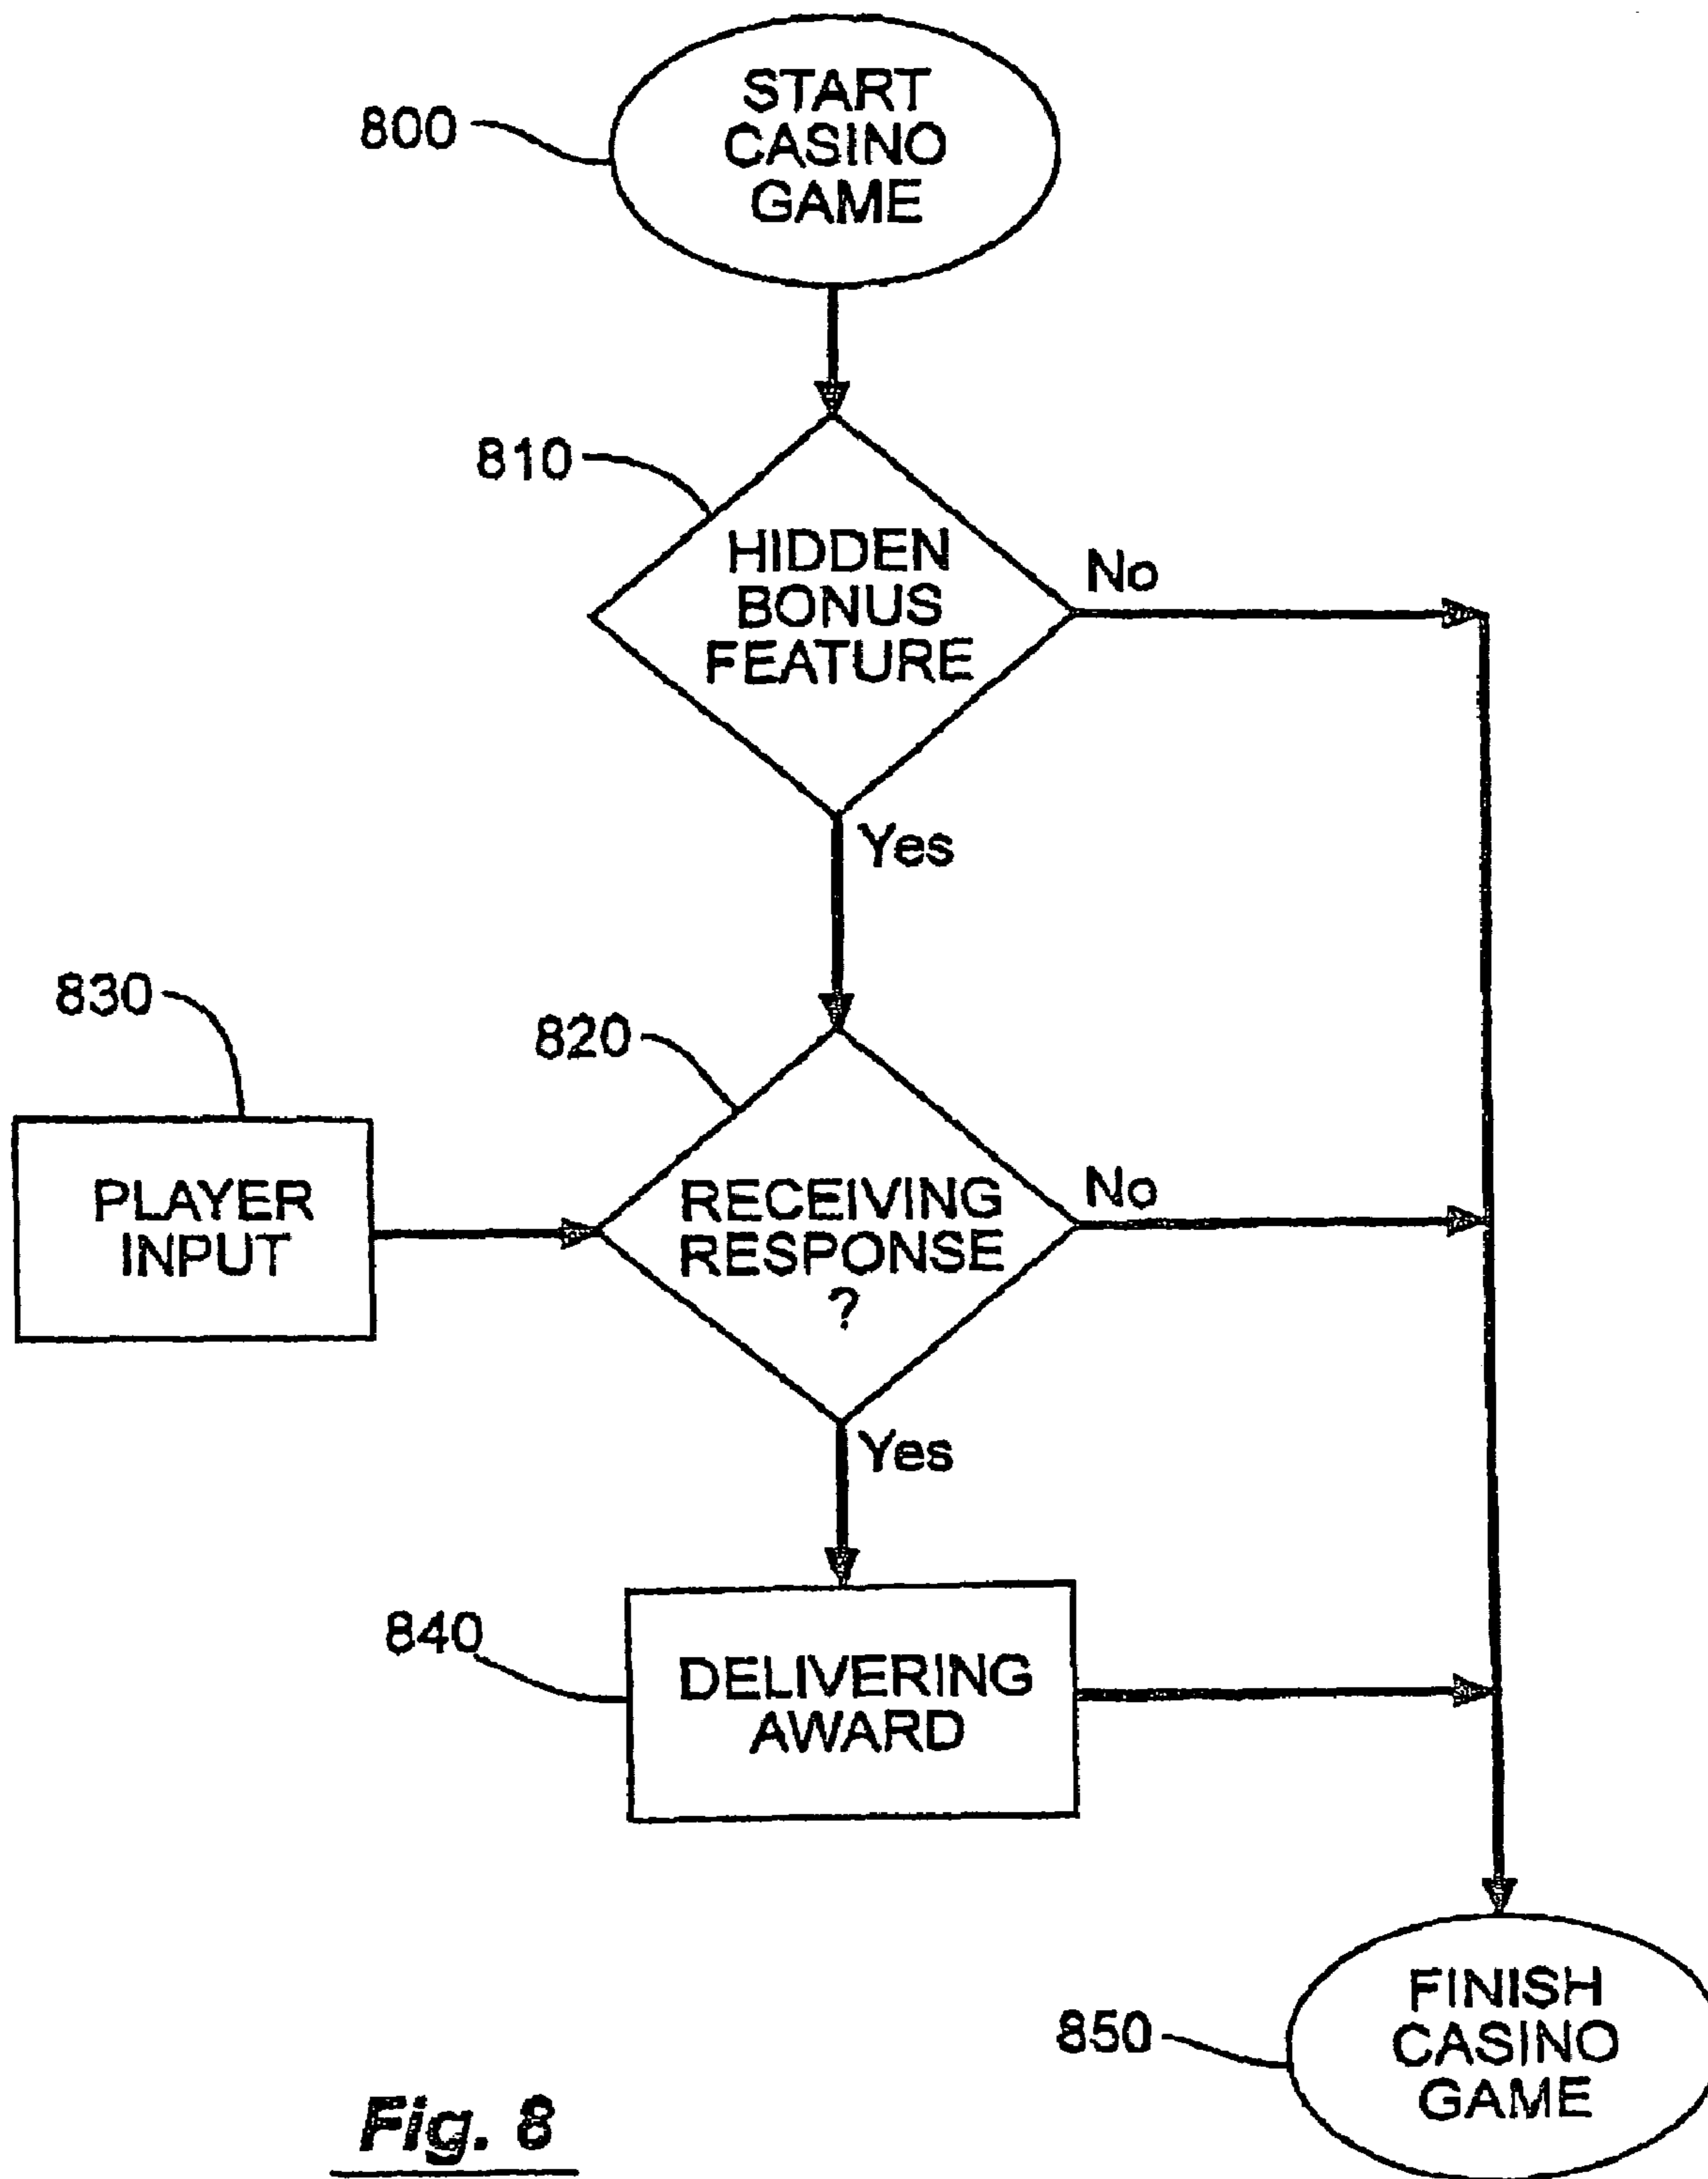 800
START
CASINO
GAME
810
HIDDEN
BONUS
FEATURE
No
Yes
830
820
PLAYER
INPUT
RECEIVING
RESPONSE
?
No
Yes
840
DELIVERING
AWARD
850
FINISH
CASINO
GAME
Fig. 8